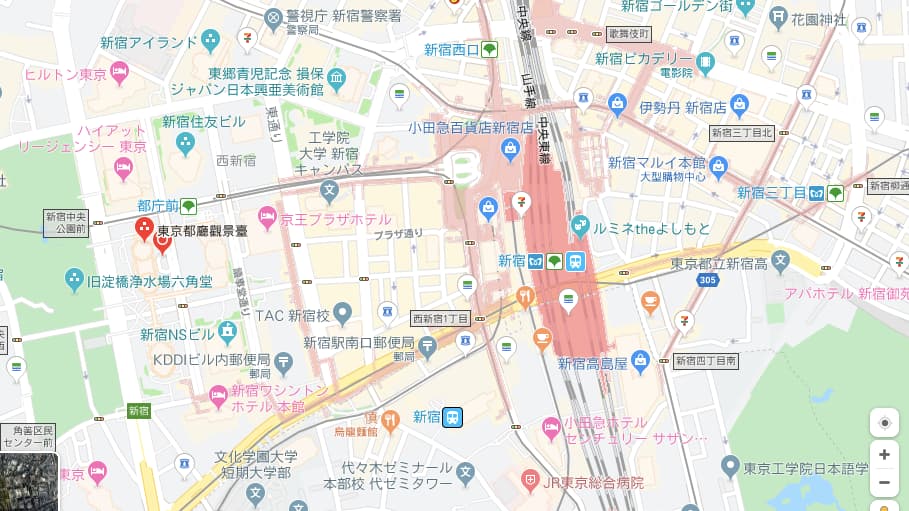 警視庁 新宿警察署
警察局
新宿ゴールデン街
花園神社
中央線
歌舞伎町
新宿アイランド
新宿西口
新宿ピカデリー
電影院
ヒルトン東京
東郷青児記念 損保
ジャパン日本興亜美術館
山手線
伊勢丹 新宿店
東通り
新宿住友ビル
ハイアット
リージェンシー 東京
工学院
大学 新宿
キャンパス
小田急百貨店新宿店
中央東線
新宿三丁目北
西新宿
新宿マルイ本館
大型購物中心
新宿三丁目
新宿柳通
都庁前
新宿中央
公園前
東京都廳觀景臺
京王プラザホテル
プラザ通り
ルミネtheよしもと
新宿
東京都立新宿高
305
旧淀橋浄水場六角堂
アパホテル 新宿御苑
TAC 新宿校
西新宿1丁目
新宿NSビル
新宿駅南口郵便局
郵局
KDDIビル内郵便局
郵局
新宿高島屋
新宿四丁目南
新宿ワシントン
ホテル 本館
新宿
慎
烏龍麵館
新宿
角筈区民
センター前
小田急ホテル
センチュリー サザン…
文化学園大学
短期大学部
代々木ゼミナール
本部校 代ゼミタワー
東京工学院日本語学
東京
JR東京総合病院